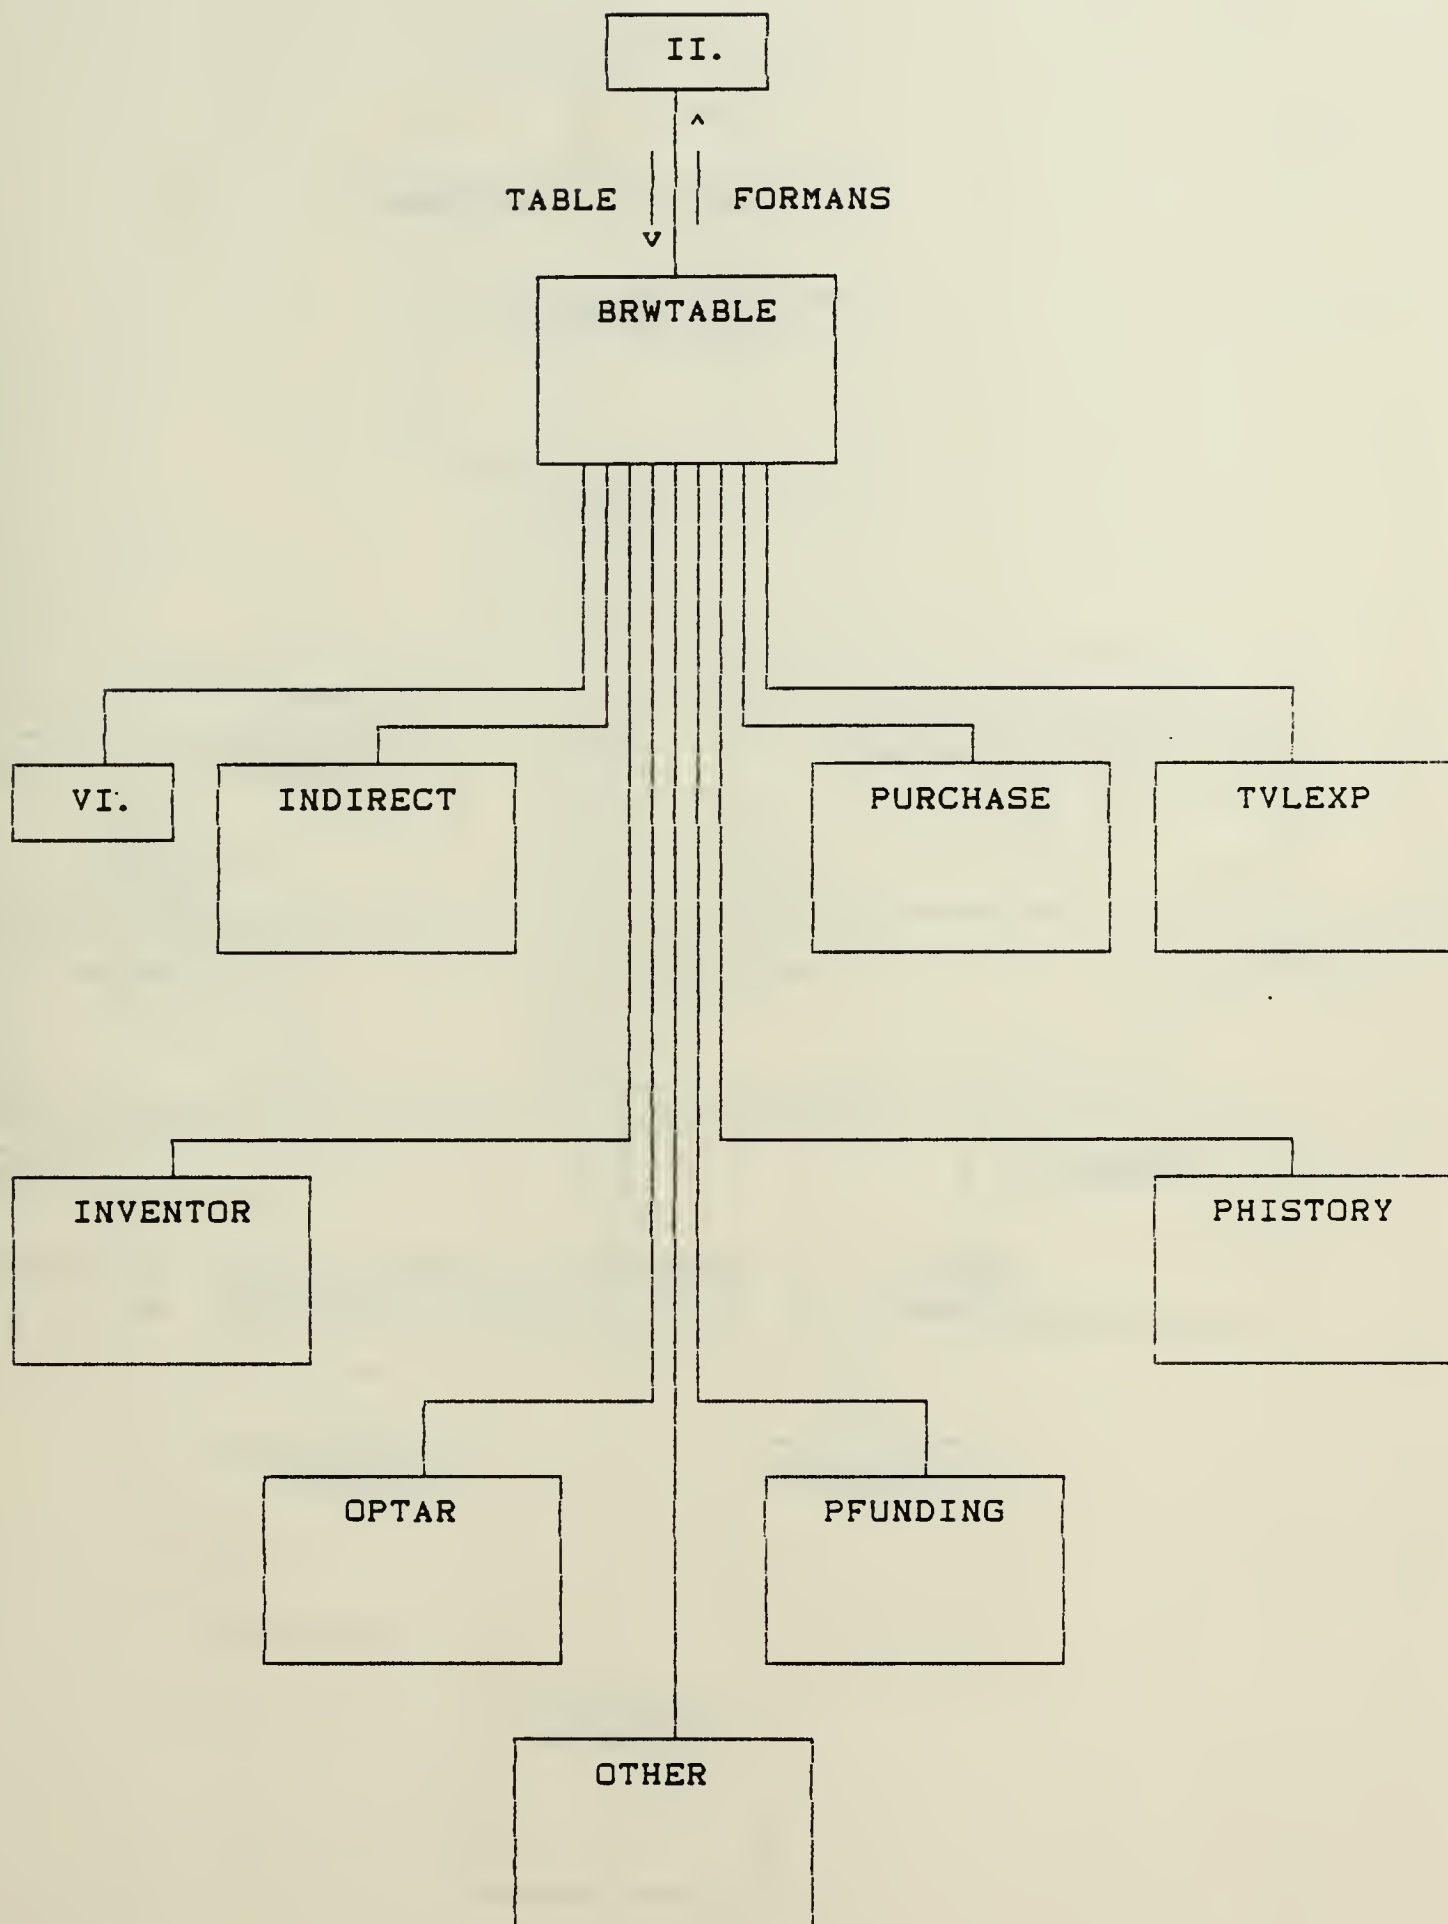 II.
TABLE FORMANS
BRWTABLE
VI. INDIRECT PURCHASE TVLEXP
INVENTOR PHISTORY
OPTAR PFUNDING
OTHER